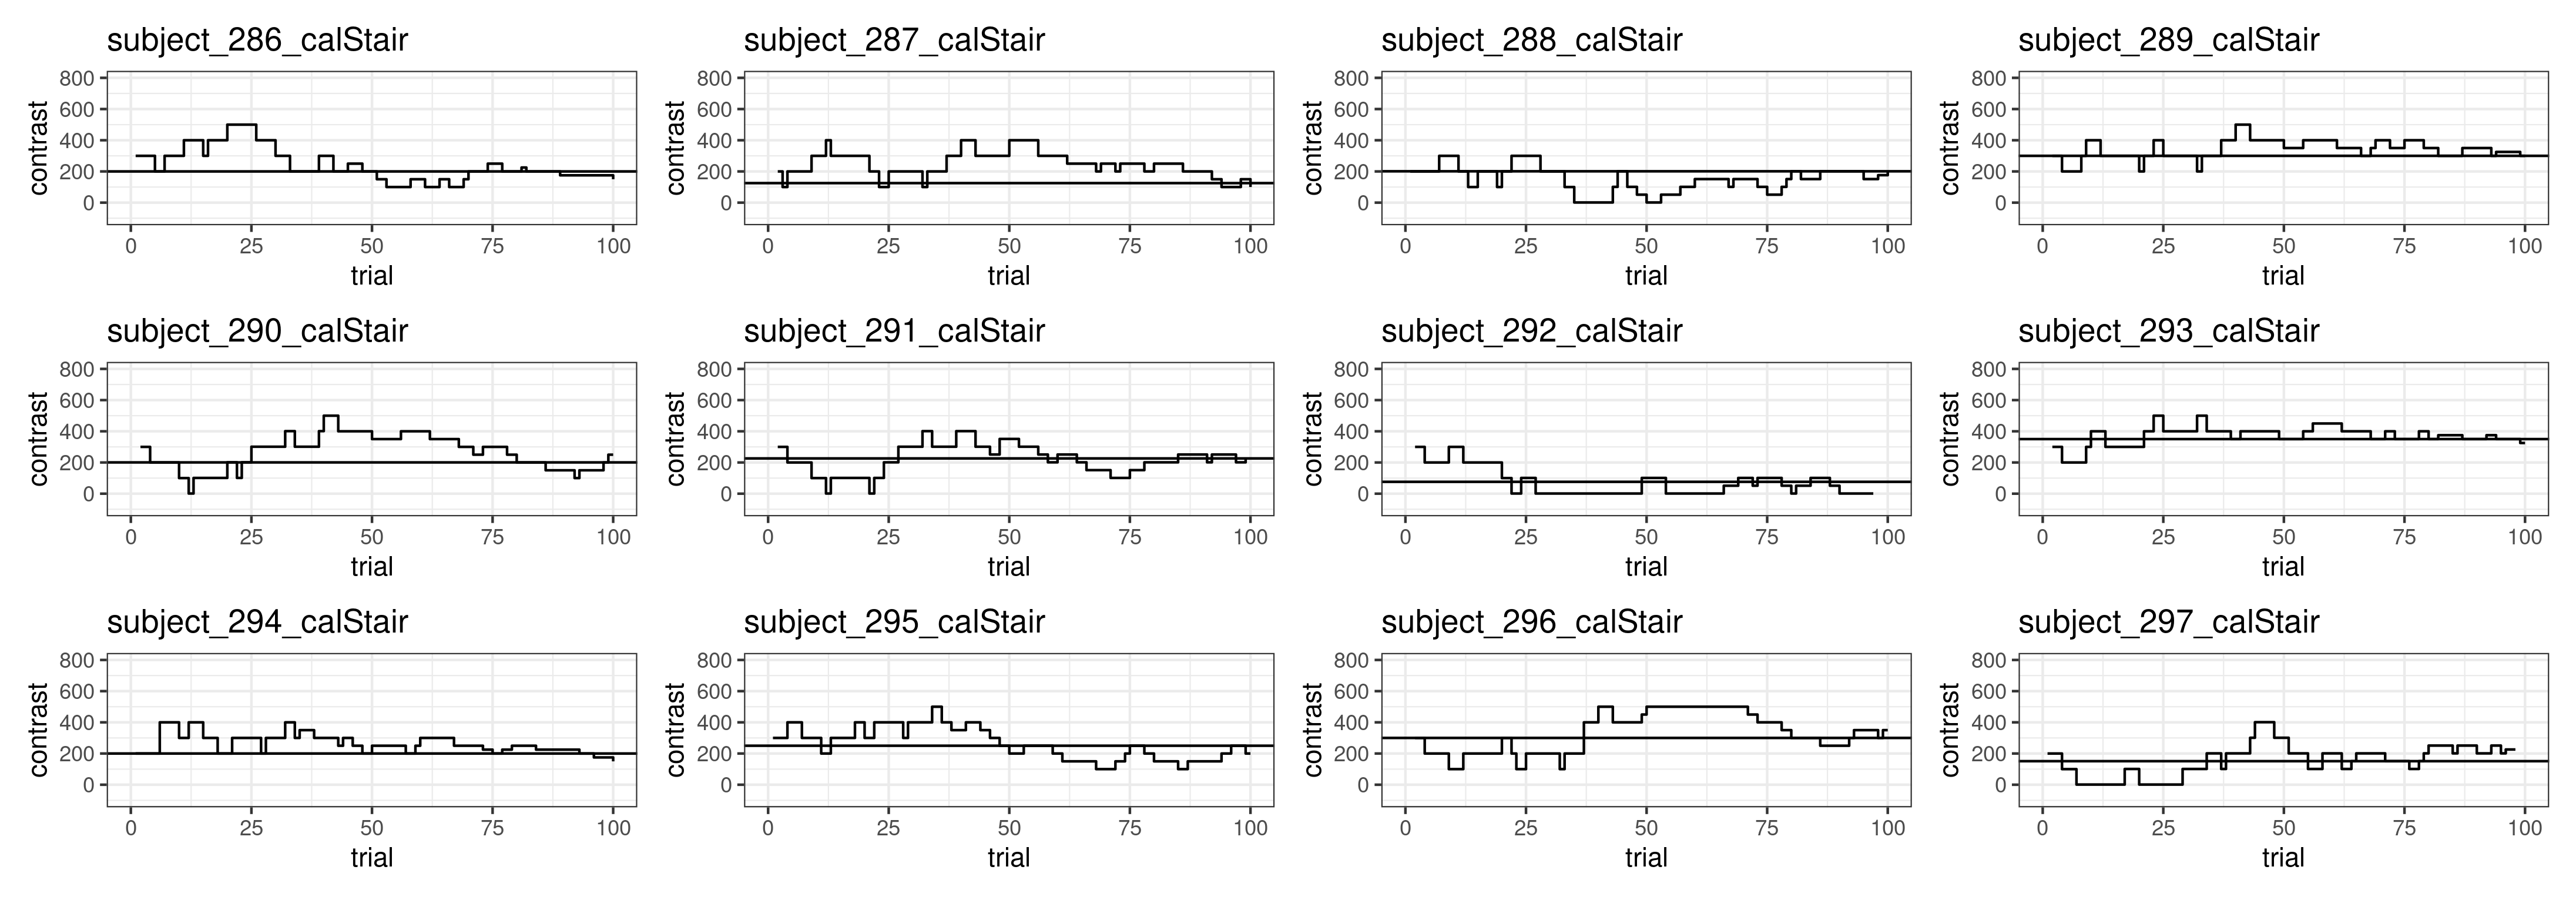 subject_286_calStair
subject_287_calStair
subject_288_calStair
subject_289_calStair
contrast
800
600
400
200
0
0 25 50 75 100
trial
contrast
800
600
400
200
0
0 25 50 75 100
trial
contrast
800
600
400
200
0
0 25 50 75 100
trial
contrast
800
600
400
200
0
0 25 50 75 100
trial
subject_290_calStair
subject_291_calStair
subject_292_calStair
subject_293_calStair
contrast
800
600
400
200
0
0 25 50 75 100
trial
contrast
800
600
400
200
0
0 25 50 75 100
trial
contrast
800
600
400
200
0
0 25 50 75 100
trial
contrast
800
600
400
200
0
0 25 50 75 100
trial
subject_294_calStair
subject_295_calStair
subject_296_calStair
subject_297_calStair
contrast
800
600
400
200
0
0 25 50 75 100
trial
contrast
800
600
400
200
0
0 25 50 75 100
trial
contrast
800
600
400
200
0
0 25 50 75 100
trial
contrast
800
600
400
200
0
0 25 50 75 100
trial